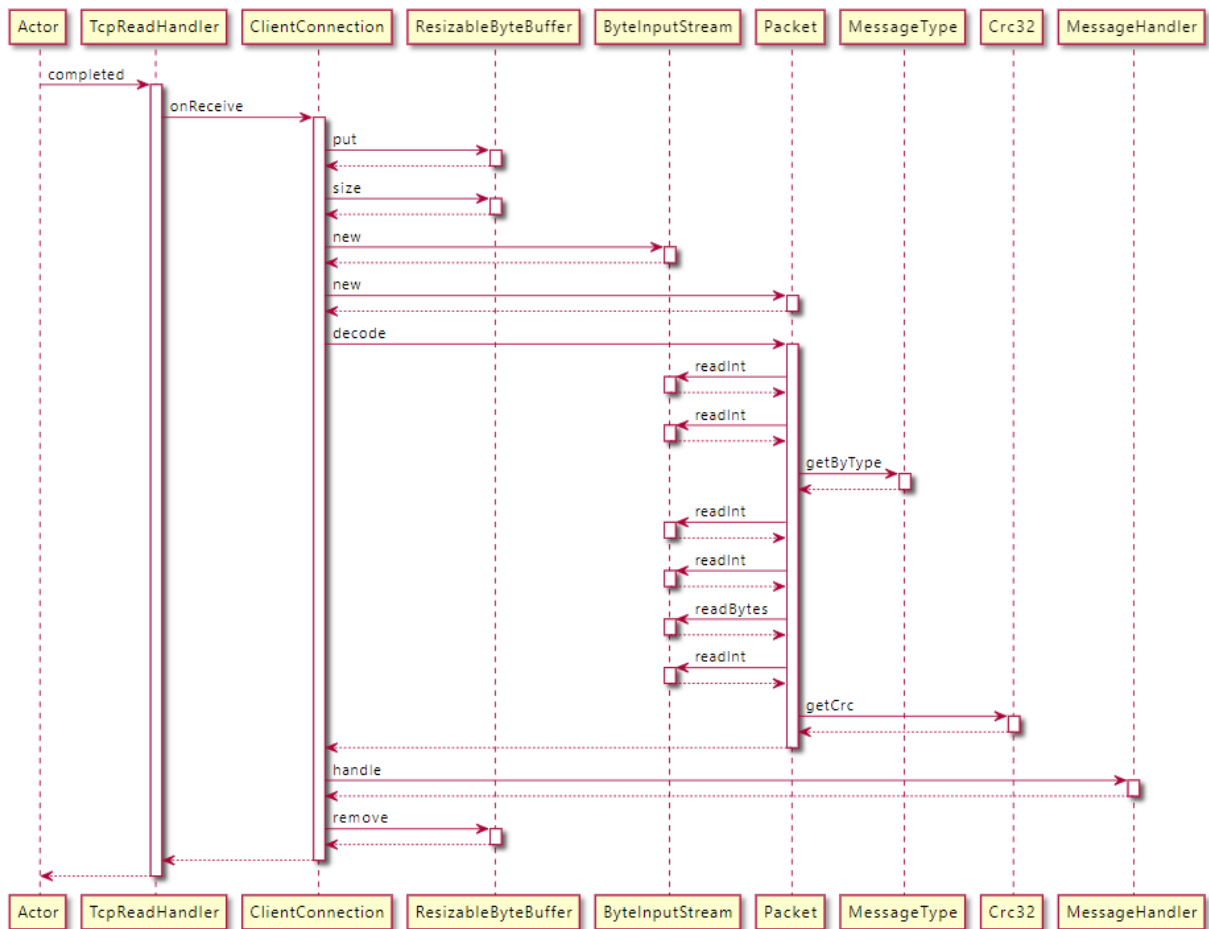 Actor TcpReadHandler ClientConnection ResizableByteBuffer ByteInputStream Packet MessageType Crc32 MessageHandler
completed
onReceive
put
size
new
new
decode
readInt
readInt
getByType
readInt
readInt
readBytes
readInt
getCrc
handle
remove
Actor TcpReadHandler ClientConnection ResizableByteBuffer ByteInputStream Packet MessageType Crc32 MessageHandler